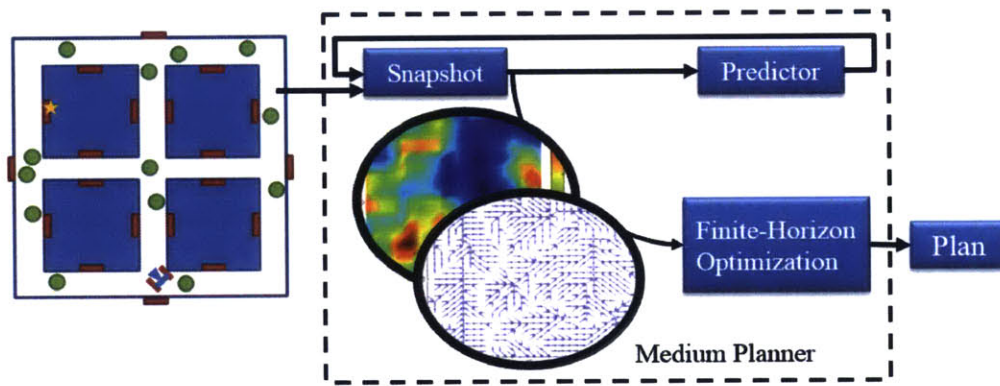 Snapshot
Predictor
Finite-Horizon
Optimization
Plan
Medium Planner